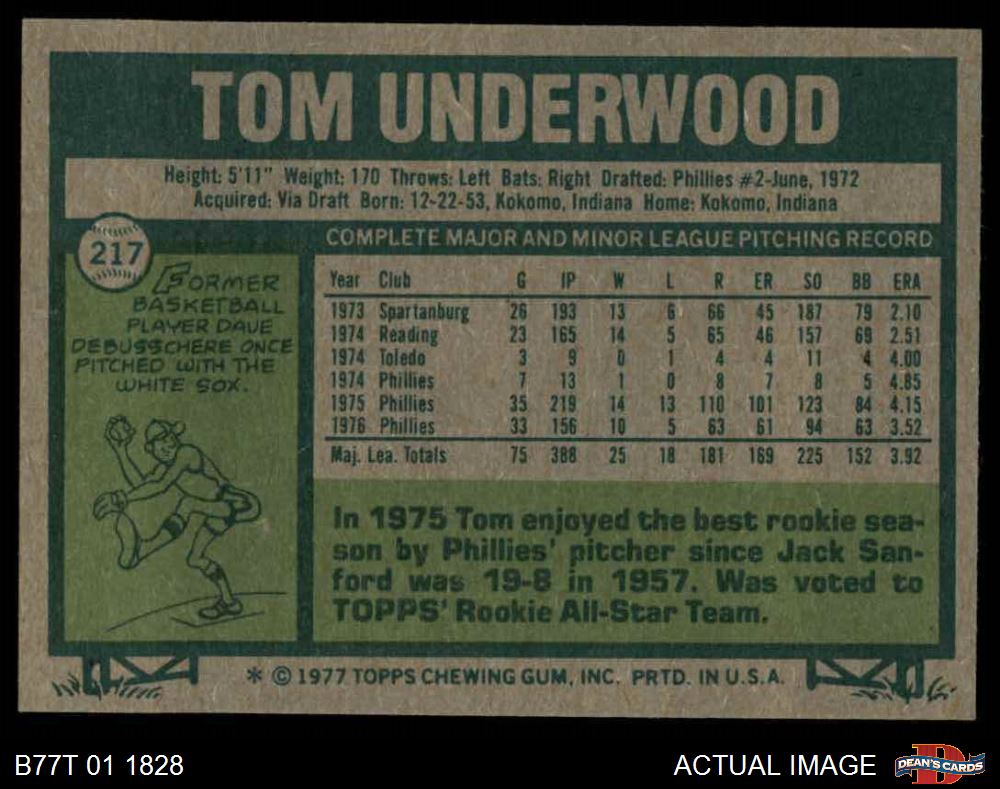 TOM UNDERWOOD
Height: 5'11" Weight: 170 Throws: Left Bats: Right Drafted: Phillies #2-June, 1972
Acquired: Via Draft Born: 12-22-53, Kokomo, Indiana Home: Kokomo, Indiana
217
FORMER
BASKETBALL
PLAYER DAVE
DEBUSSCHERE ONCE
PITCHED WITH THE
WHITE SOX.
COMPLETE MAJOR AND MINOR LEAGUE PITCHING RECORD
Year Club G IP W L R ER SO BB ERA
1973 Spartanburg 26 193 13 6 66 45 187 79 2.10
1974 Reading 23 165 14 5 65 46 157 69 2.51
1974 Toledo 3 9 0 1 4 4 11 4 4.00
1974 Phillies 7 13 1 0 8 7 8 5 4.85
1975 Phillies 35 219 14 13 110 101 123 84 4.15
1976 Phillies 33 156 10 5 63 61 94 63 3.52
Maj. Lea. Totals 75 388 25 18 181 169 225 152 3.92
In 1975 Tom enjoyed the best rookie sea-
son by Phillies' pitcher since Jack San-
ford was 19-8 in 1957. Was voted to
TOPPS' Rookie All-Star Team.
* © 1977 TOPPS CHEWING GUM, INC. PRTD. IN U.S.A.
B77T 01 1828
ACTUAL IMAGE
D
DEAN'S CARDS